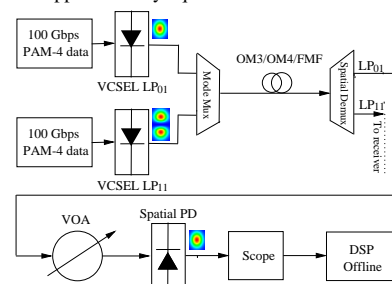 100 Gbps
PAM-4 data
VCSEL LP01
Mode Mux
OM3/OM4/FMF
Spatial Demux
LP01
LP11
To receiver
100 Gbps
PAM-4 data
VCSEL LP11
VOA
Spatial PD
Scope
DSP
Offline